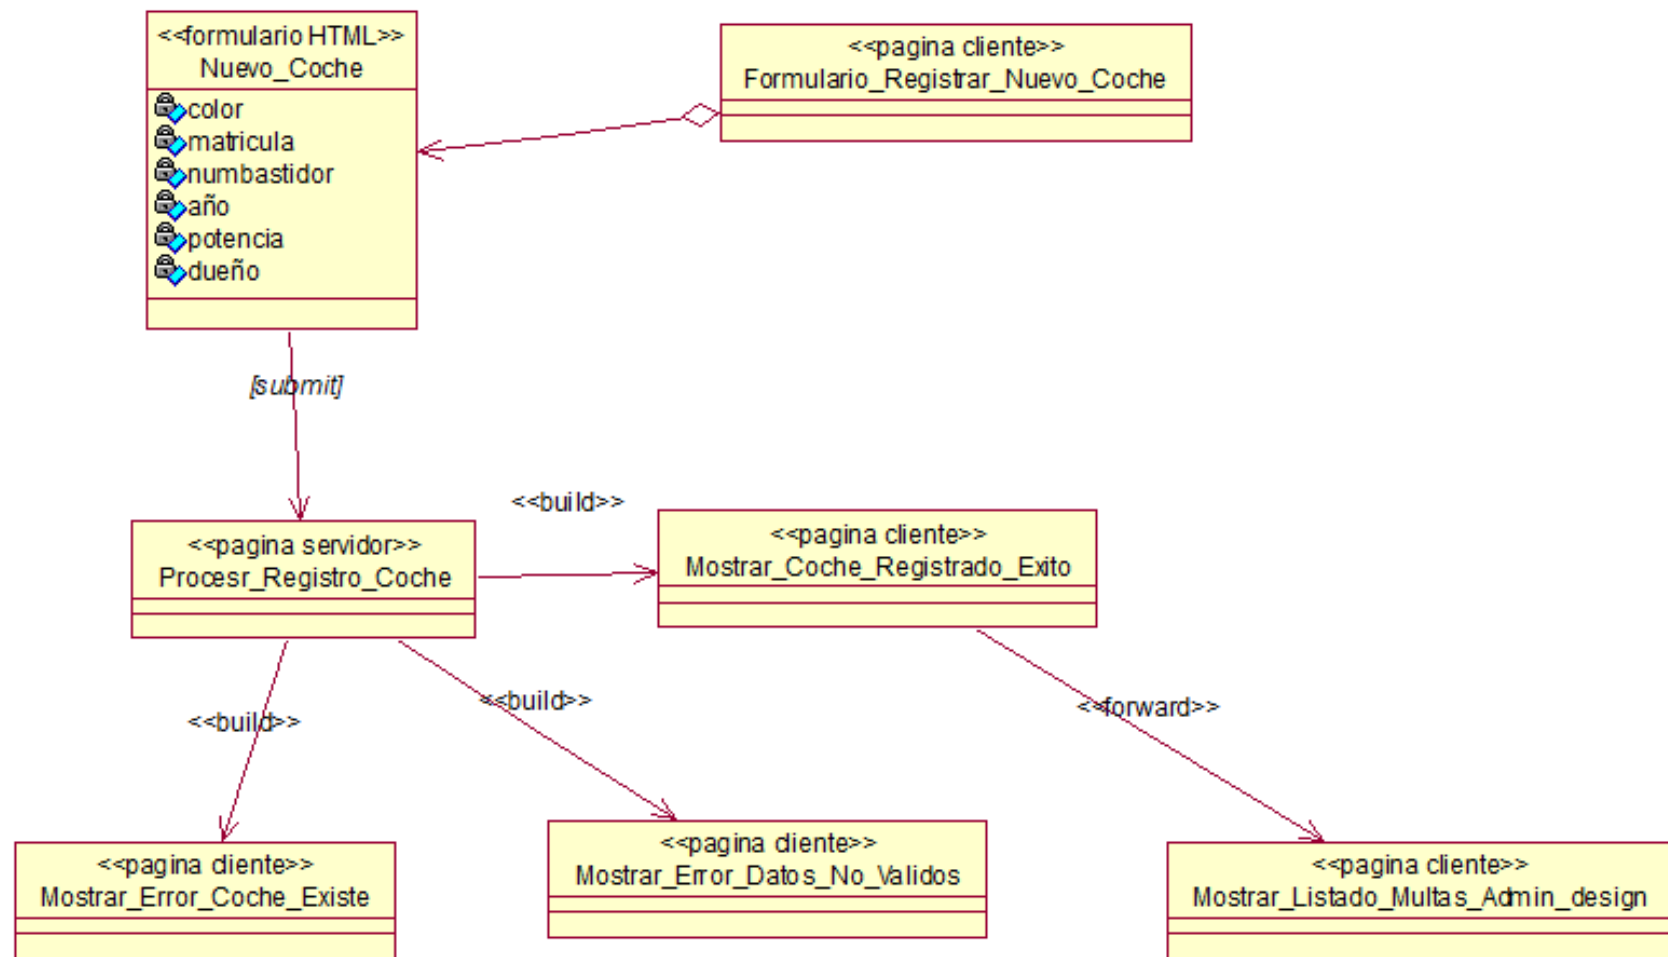 <<formulario HTML>>
Nuevo_Coche
color
matricula
numbastidor
año
potencia
dueño
<<pagina cliente>>
Formulario_Registrar_Nuevo_Coche
[submit]
<<pagina servidor>>
Procesr_Registro_Coche
<<build>>
<<pagina cliente>>
Mostrar_Coche_Registrado_Exito
<<build>>
<<build>>
<<forward>>
<<pagina cliente>>
Mostrar_Error_Coche_Existe
<<pagina cliente>>
Mostrar_Error_Datos_No_Validos
<<pagina cliente>>
Mostrar_Listado_Multas_Admin_design